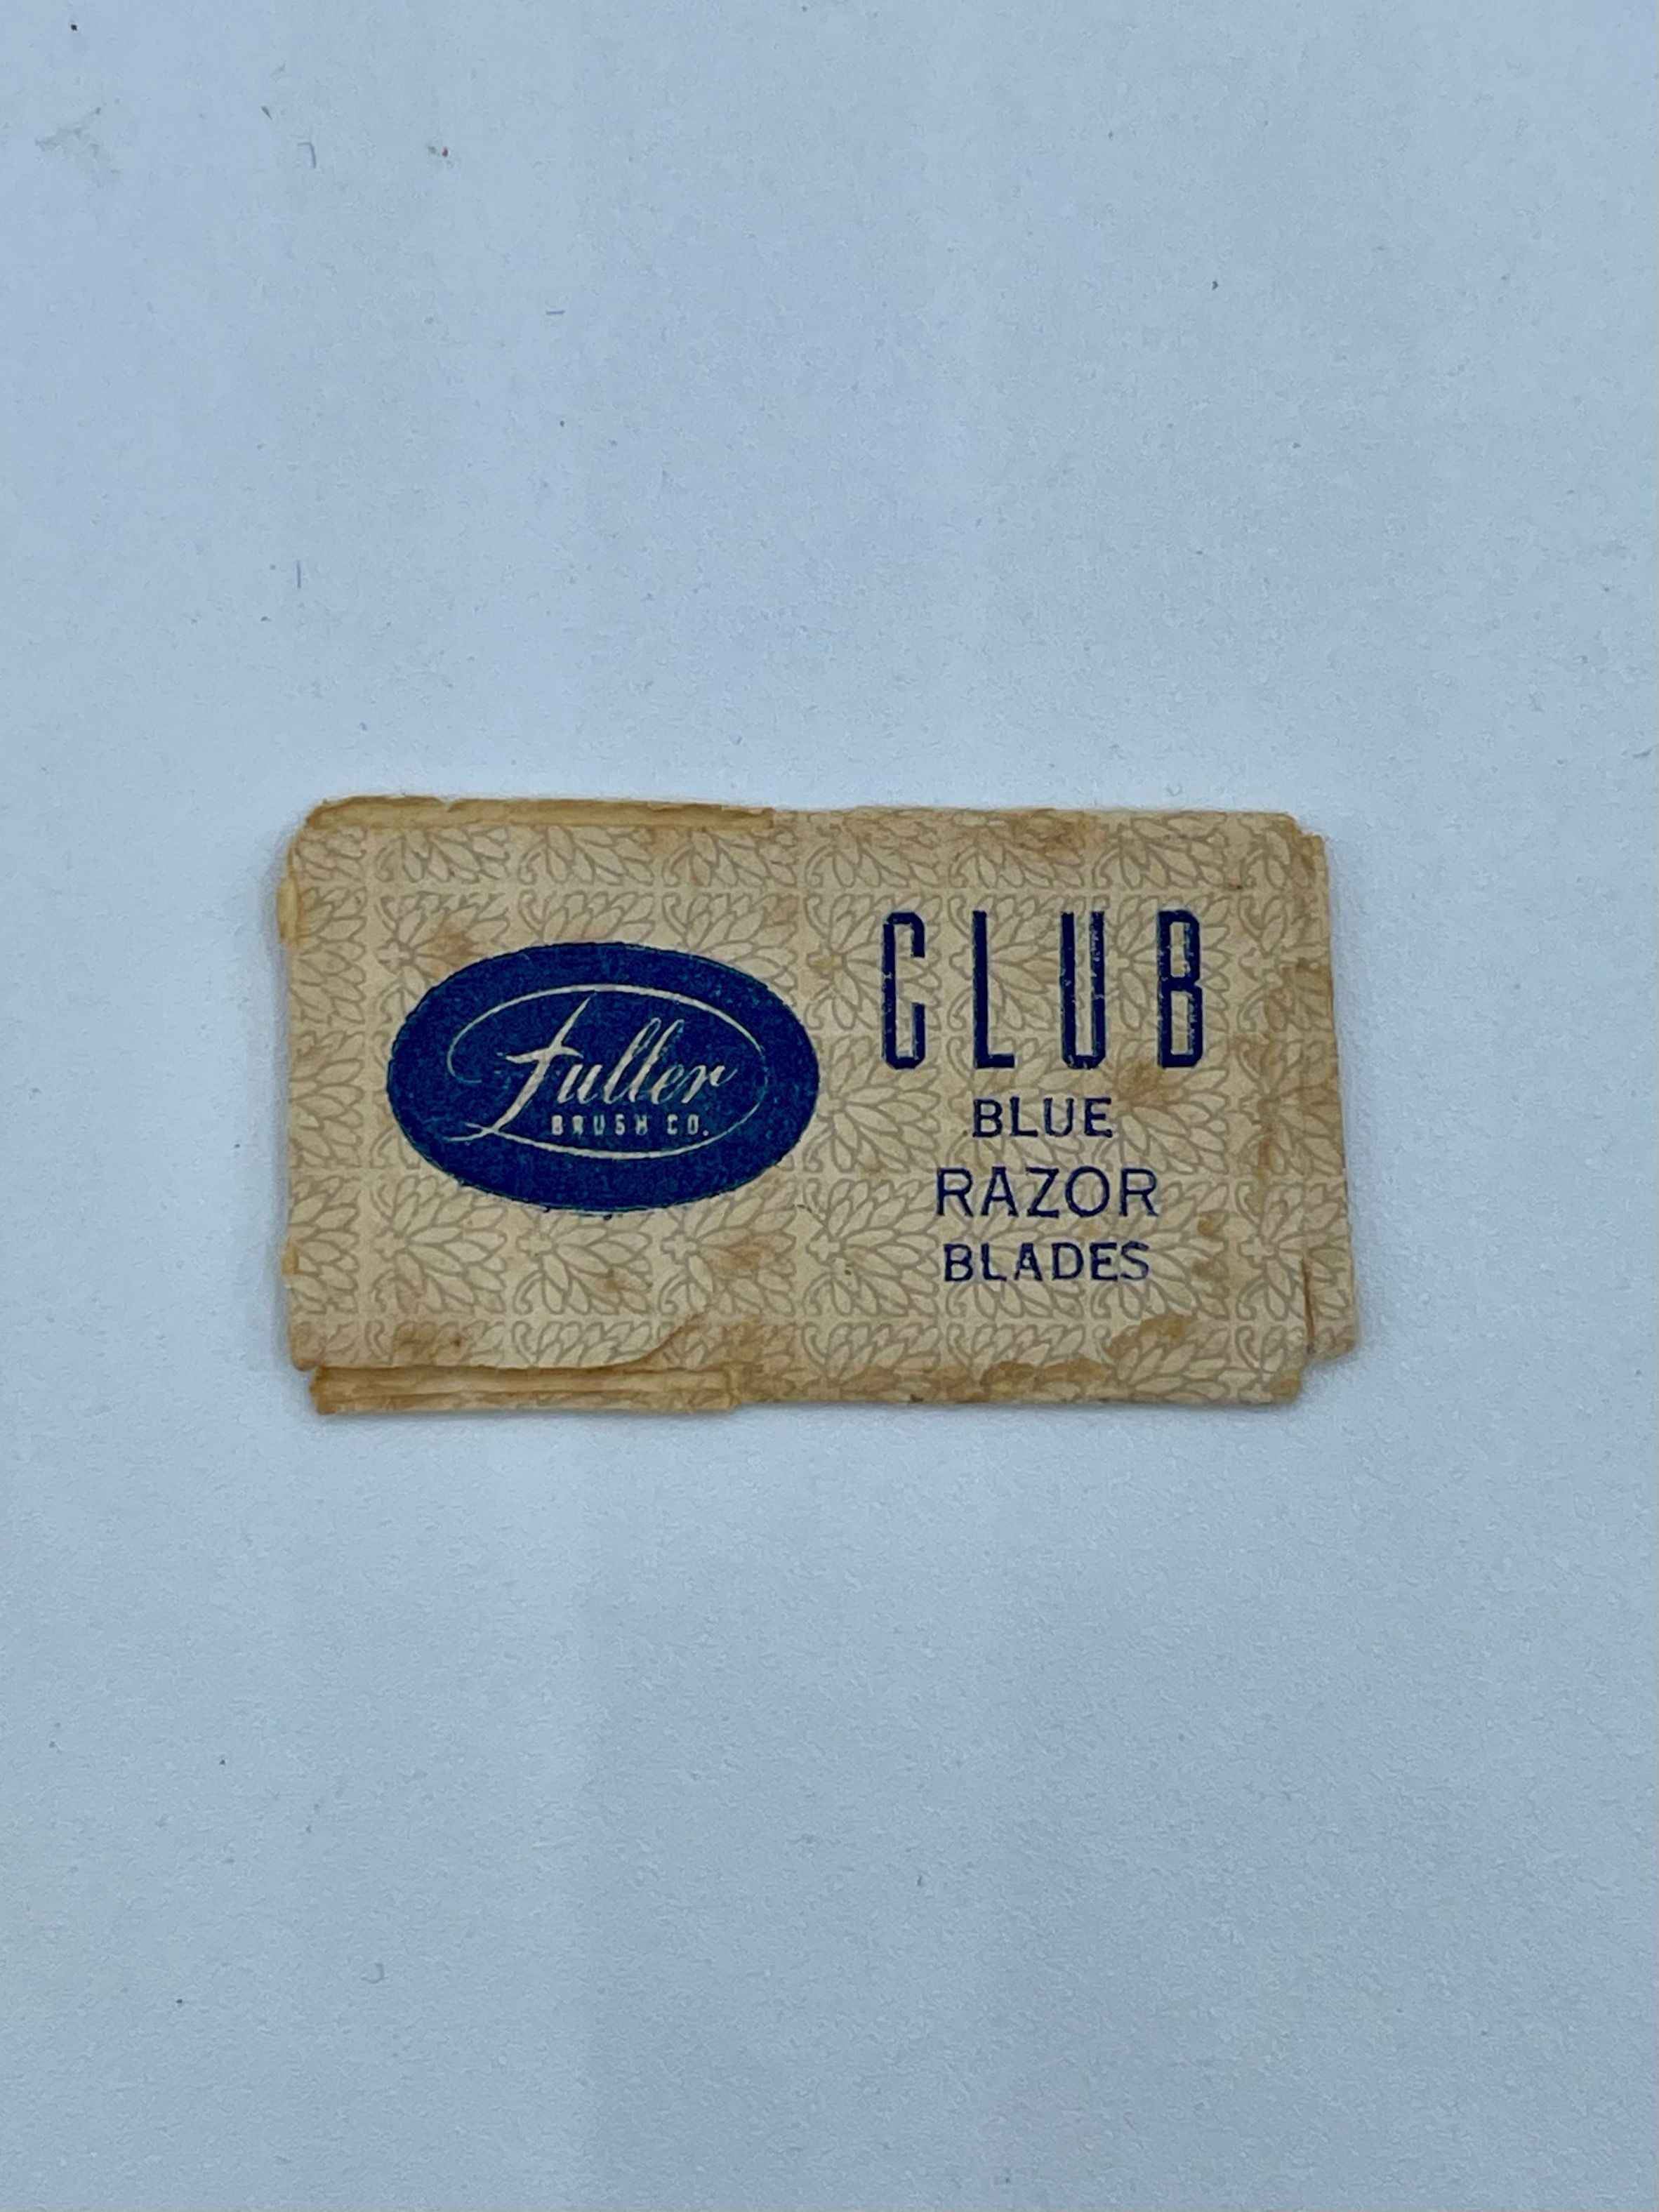 Fuller
BRUSH CO.
CLUB
BLUE
RAZOR
BLADES